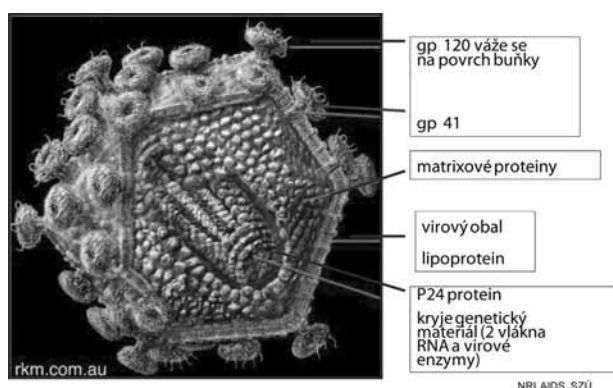 gp 120 váže se
na povrch buňky
gp 41
matrixové proteiny
virový obal
lipoprotein
P24 protein
kryje genetický
materiál (2 vlákna
RNA a virové
enzymy)
rkm.com.au
NRL AIDS, SZÚ